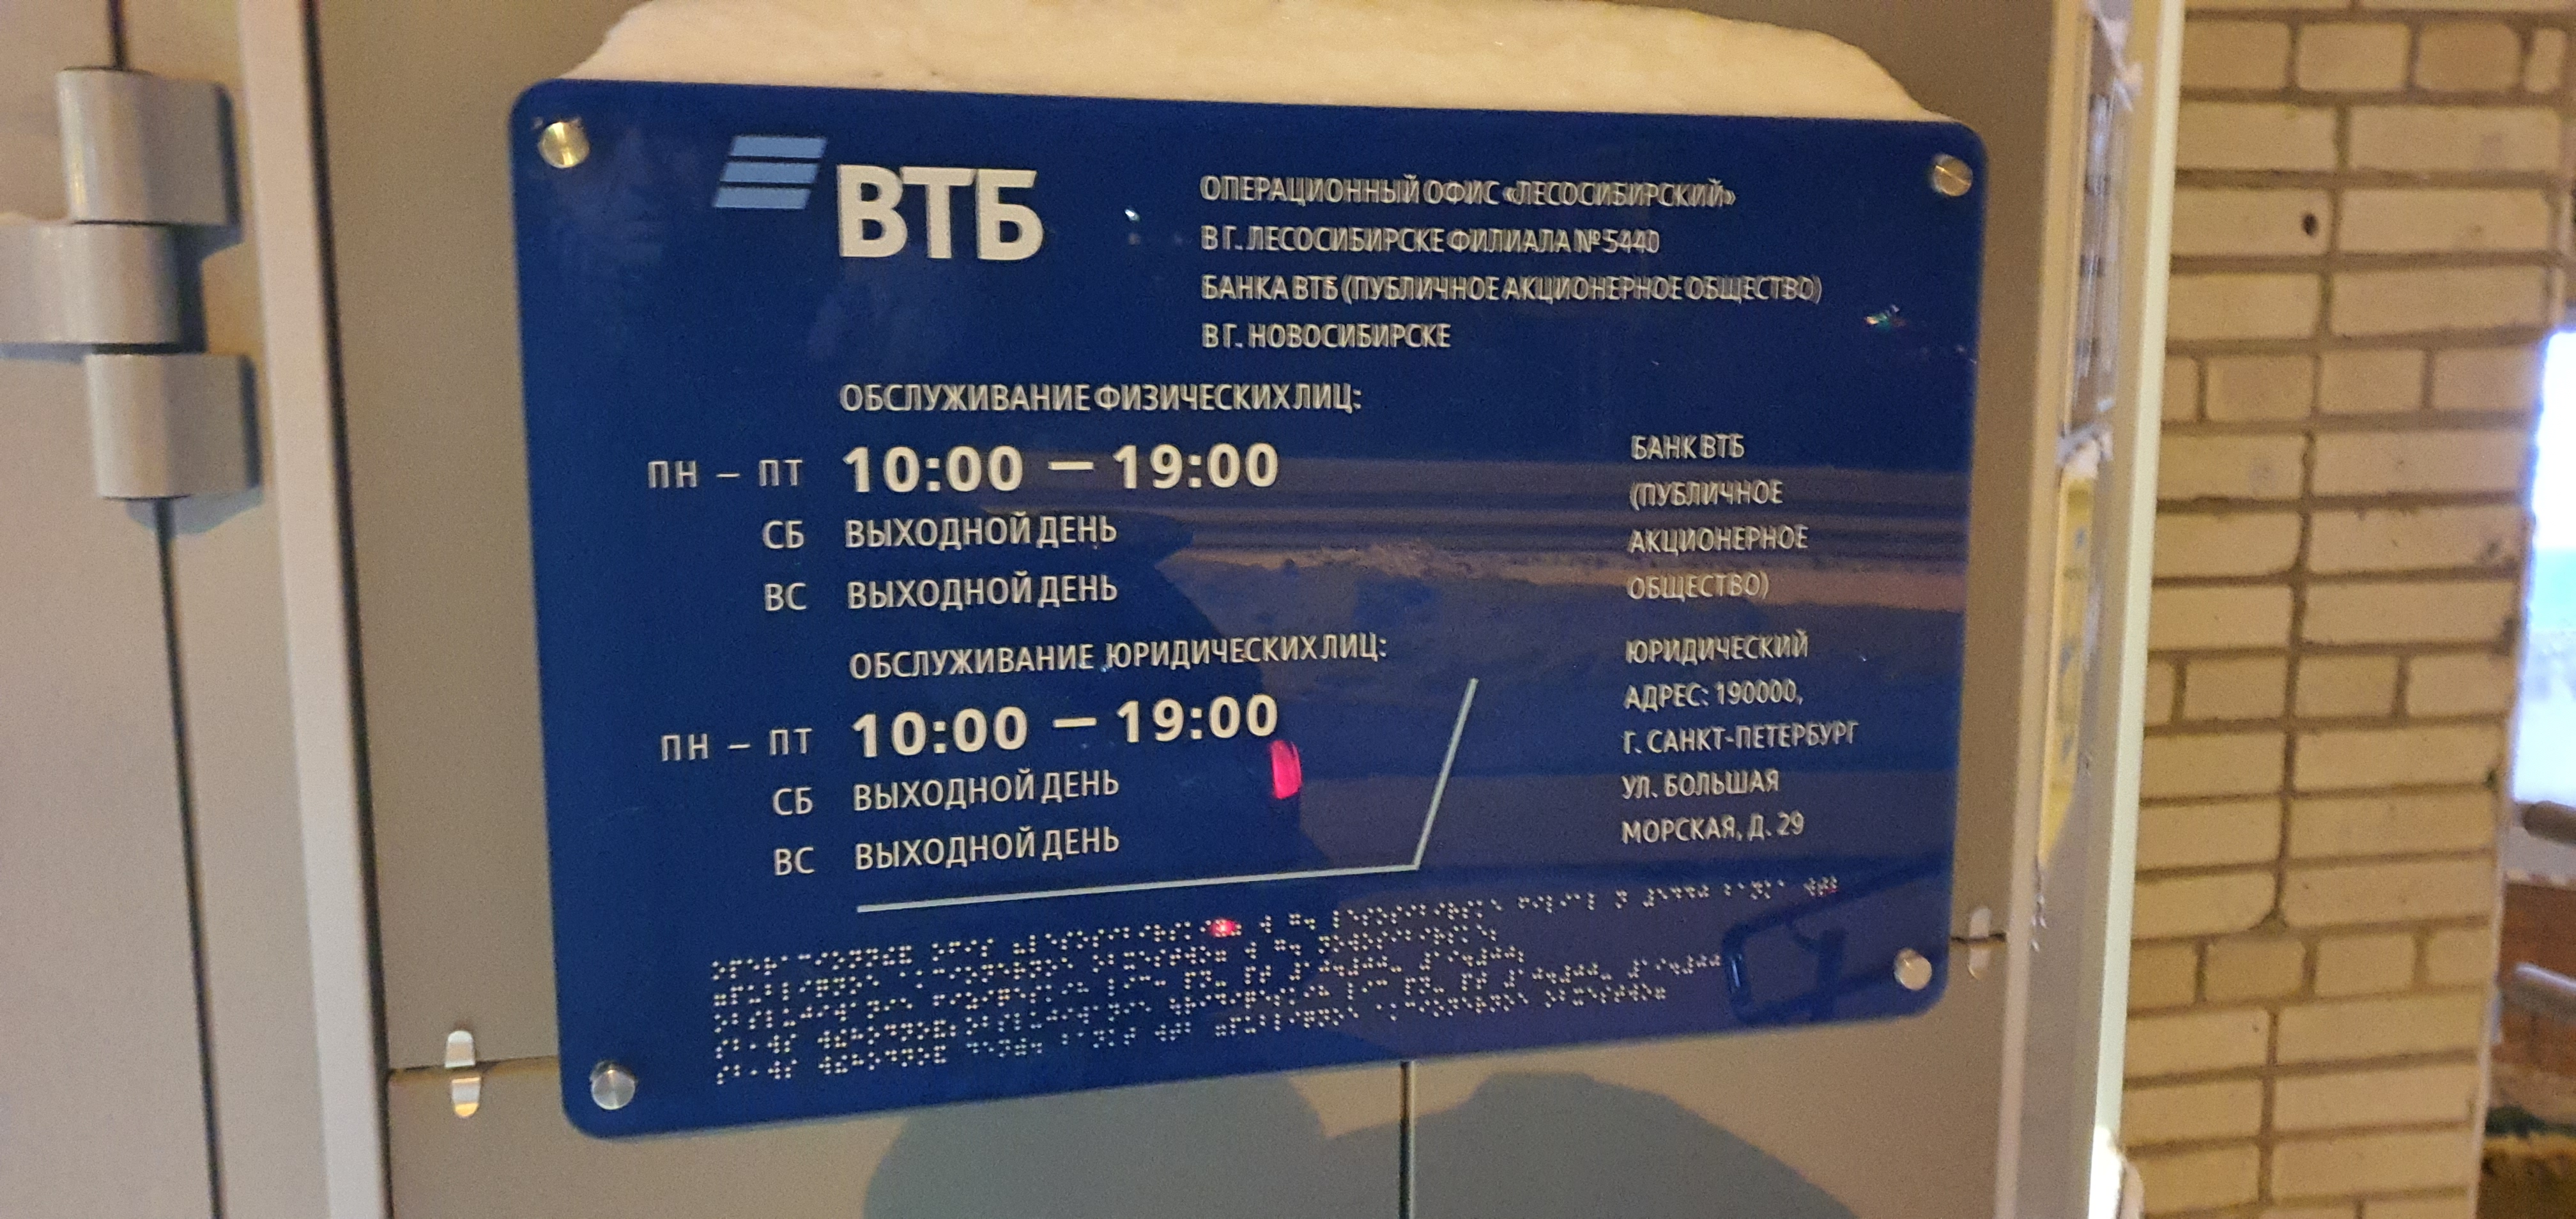 ВТБ
ОПЕРАЦИОННЫЙ ОФИС «ЛЕСОСИБИРСКИЙ»
В Г. ЛЕСОСИБИРСКЕ ФИЛИАЛА № 5440
БАНКА ВТБ (ПУБЛИЧНОЕ АКЦИОНЕРНОЕ ОБЩЕСТВО)
В Г. НОВОСИБИРСКЕ
ОБСЛУЖИВАНИЕ ФИЗИЧЕСКИХ ЛИЦ:
ПН – ПТ 10:00 – 19:00
СБ ВЫХОДНОЙ ДЕНЬ
ВС ВЫХОДНОЙ ДЕНЬ
ОБСЛУЖИВАНИЕ ЮРИДИЧЕСКИХ ЛИЦ:
ПН – ПТ 10:00 – 19:00
СБ ВЫХОДНОЙ ДЕНЬ
ВС ВЫХОДНОЙ ДЕНЬ
БАНК ВТБ
(ПУБЛИЧНОЕ
АКЦИОНЕРНОЕ
ОБЩЕСТВО)
ЮРИДИЧЕСКИЙ
АДРЕС: 190000,
Г. САНКТ-ПЕТЕРБУРГ
УЛ. БОЛЬШАЯ
МОРСКАЯ, Д. 29